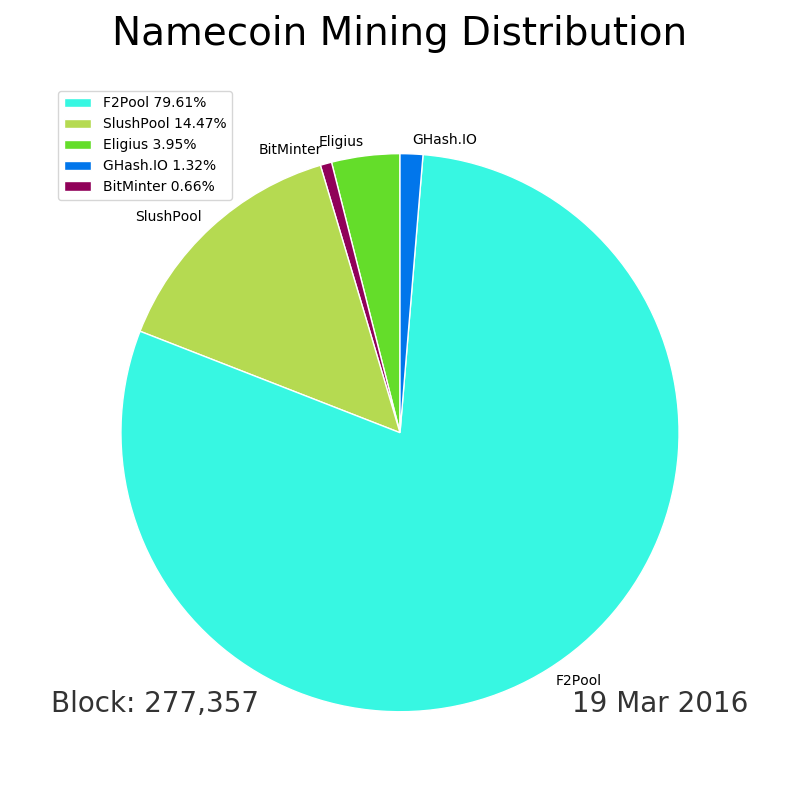 Namecoin Mining Distribution
F2Pool 79.61%
SlushPool 14.47%
Eligius 3.95%
GHash.IO 1.32%
BitMinter 0.66%
GHash.IO
Eligius
BitMinter
SlushPool
F2Pool
Block: 277,357
19 Mar 2016